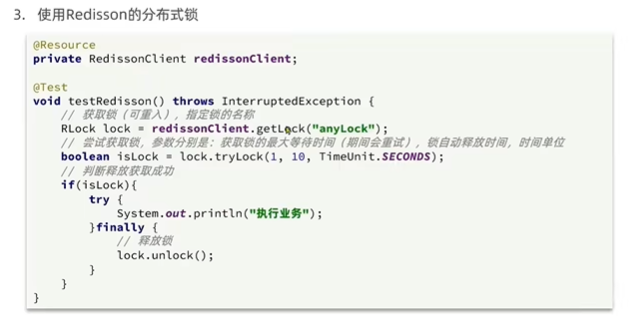 3. 使用Redisson的分布式锁
@Resource
private RedissonClient redissonClient;
@Test
void testRedisson() throws InterruptedException {
// 获取锁（可重入），指定锁的名称
RLock lock = redissonClient.getLock("anyLock");
// 尝试获取锁，参数分别是：获取锁的最大等待时间（期间会重试），锁自动释放时间，时间单位
boolean isLock = lock.tryLock(1, 10, TimeUnit.SECONDS);
// 判断释放获取成功
if(isLock){
try {
System.out.println("执行业务");
}finally {
// 释放锁
lock.unlock();
}
}
}